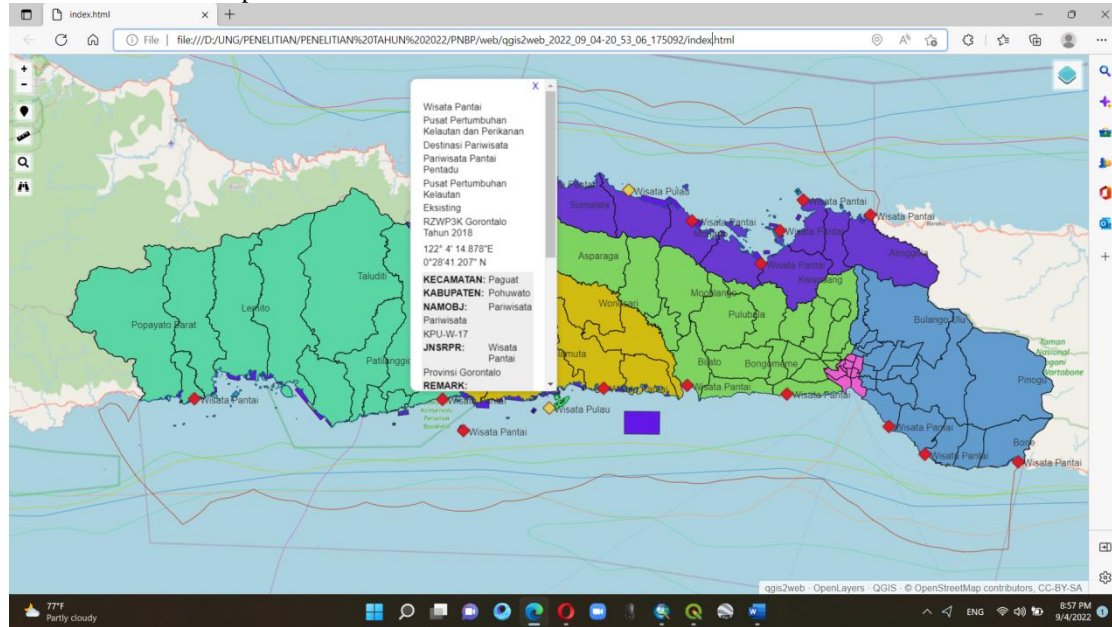 index.html
File
file:///D:/UNG/PENELITIAN/PENELITIAN%20TAHUN%202022/PNBP/web/qgis2web_2022_09_04-20_53_06_175092/index.html
X
Wisata Pantai
Pusat Pertumbuhan
Kelautan dan Perikanan
Destinasi Pariwisata
Pariwisata Pantai
Pentadu
Pusat Pertumbuhan
Kelautan
Eksisting
RZWP3K Gorontalo
Tahun 2018
122° 4' 14.878"E
0°28'41.207" N
KECAMATAN: Paguat
KABUPATEN: Pohuwato
NAMOBJ: Pariwisata
Pariwisata
KPU-W-17
JNSRPR: Wisata
Pantai
Provinsi Gorontalo
REMARK:
Wisata Pulau
Sumalata
Wisata Pantai
Wisata Pantai
Wisata Pantai
Wisata Pantai
Atinggola
Asparaga
Wisata Pantai
Kwandang
Taluditi
Mootilango
Lemito
Wonosari
Pulubala
Bulango Ulu
Popayato Barat
Taman
Nasional
Patilanggio
Bilato
Bongomeme
Pinogu
Wisata Pantai
Wisata Pantai
Wisata Pantai
Wisata Pantai
Wisata Pulau
Wisata Pantai
Wisata Pantai
Bone
Wisata Pantai
Wisata Pantai
qgis2web · OpenLayers · QGIS · © OpenStreetMap contributors, CC-BY-SA
77°F
Partly cloudy
ENG
8:57 PM
9/4/2022